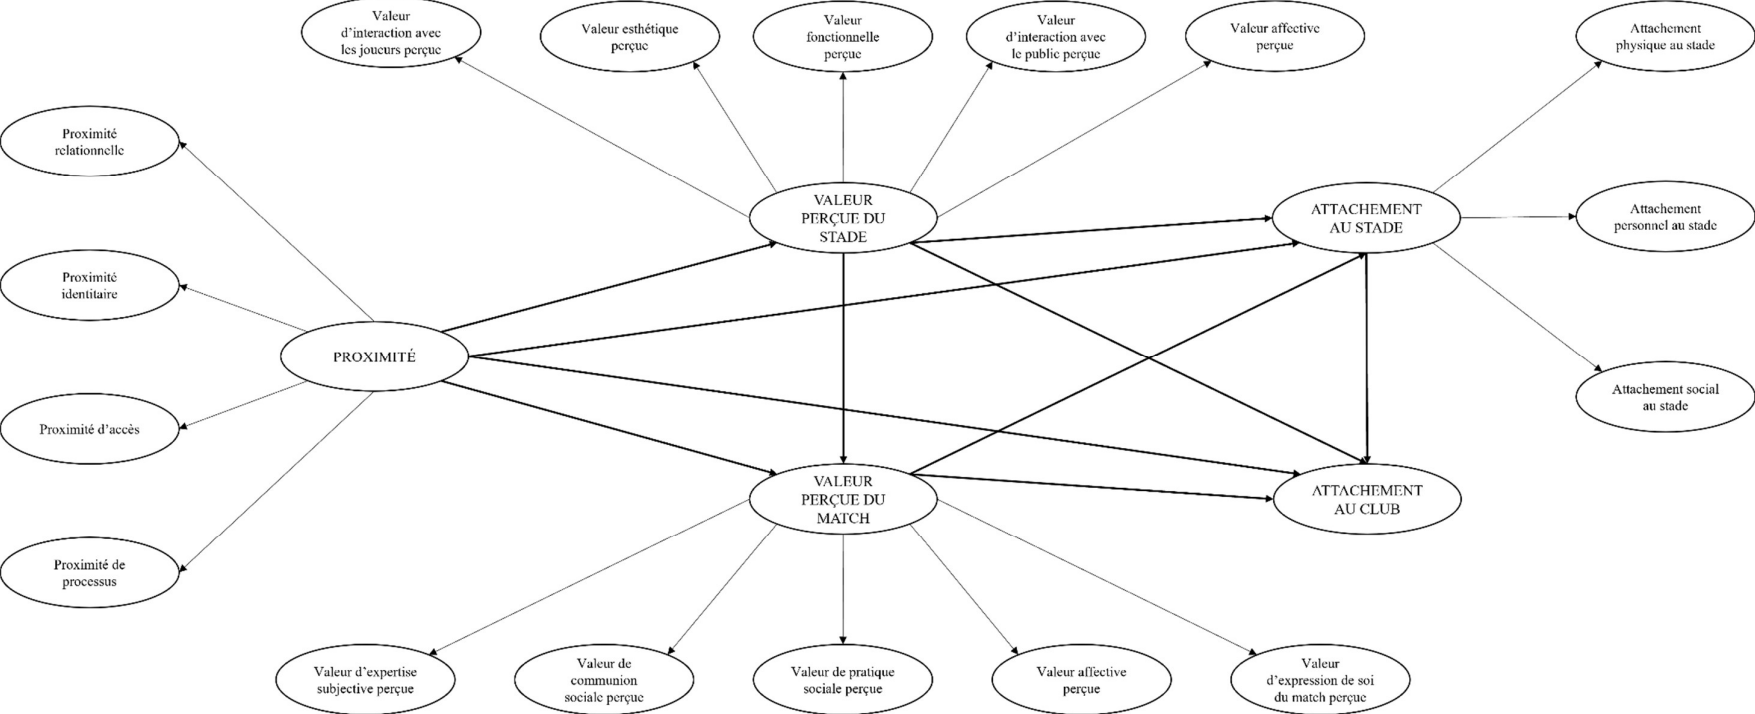 Valeur
d'interaction avec
les joueurs perçue
Valeur esthétique
perçue
Valeur
fonctionnelle
perçue
Valeur
d'interaction avec
le public perçue
Valeur affective
perçue
Attachement
physique au stade
Proximité
relationnelle
VALEUR
PERÇUE DU
STADE
ATTACHEMENT
AU STADE
Attachement
personnel au stade
Proximité
identitaire
PROXIMITÉ
Attachement social
au stade
Proximité d'accès
VALEUR
PERÇUE DU
MATCH
ATTACHEMENT
AU CLUB
Proximité de
processus
Valeur d'expertise
subjective perçue
Valeur de
communion
sociale perçue
Valeur de pratique
sociale perçue
Valeur affective
perçue
Valeur
d'expression de soi
du match perçue